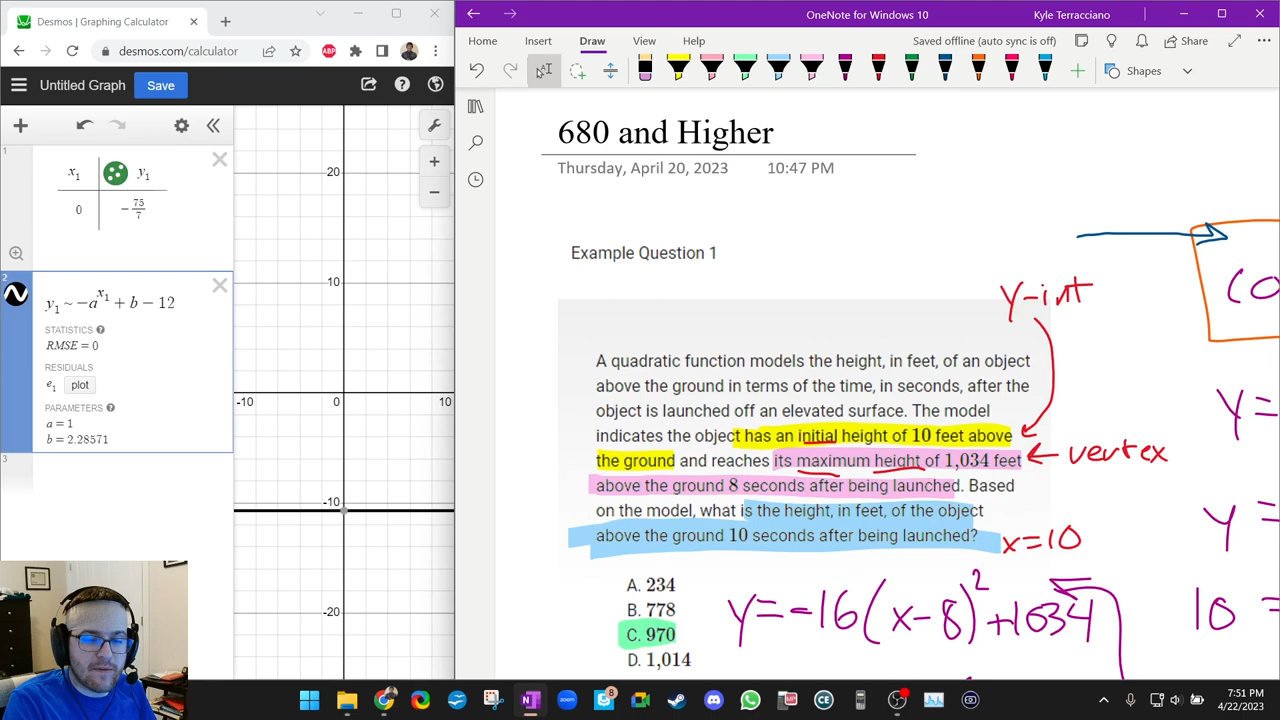 Desmos | Graphing Calculator
desmos.com/calculator
ABP
Untitled Graph
Save
1
x₁ y₁
0 -75/7
2
y₁ ~ -a^x₁ + b - 12
STATISTICS
RMSE = 0
RESIDUALS
e₁ plot
PARAMETERS
a = 1
b = 2.28571
3
20
10
-10 0 10
-10
-20
OneNote for Windows 10
Kyle Terracciano
Home Insert Draw View Help
Saved offline (auto sync is off)
Share
Shapes
680 and Higher
Thursday, April 20, 2023 10:47 PM
Example Question 1
y-int
A quadratic function models the height, in feet, of an object
above the ground in terms of the time, in seconds, after the
object is launched off an elevated surface. The model
indicates the object has an initial height of 10 feet above
the ground and reaches its maximum height of 1,034 feet
above the ground 8 seconds after being launched. Based
on the model, what is the height, in feet, of the object
above the ground 10 seconds after being launched?
vertex
x=10
A. 234
B. 778
C. 970
D. 1,014
y=-16(x-8)²+1034
y=
y=
10 =
8
UP
CE
7:51 PM
4/22/2023